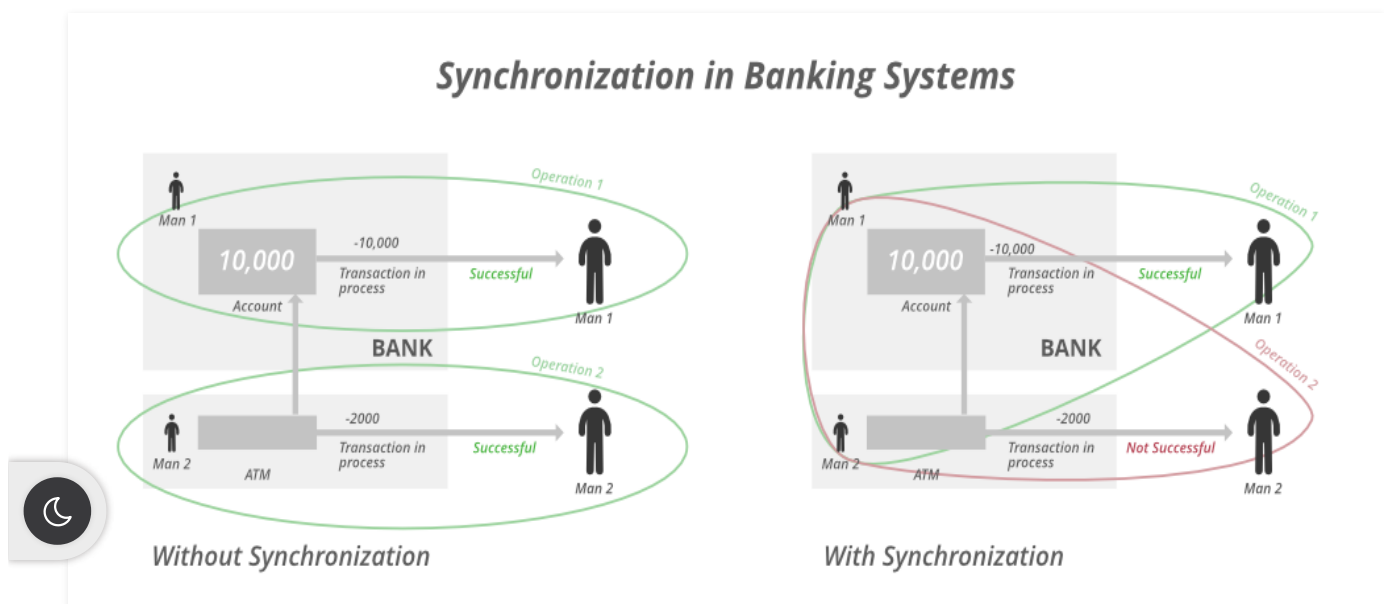 Synchronization in Banking Systems
Operation 1
Man 1
10,000
-10,000
Transaction in
process
Successful
Account
Man 1
BANK
Operation 2
-2000
Man 2
Transaction in
process
Successful
ATM
Man 2
Without Synchronization
Operation 1
Man 1
10,000
-10,000
Transaction in
process
Successful
Account
Man 1
BANK
Operation 2
-2000
Man 2
Transaction in
process
Not Successful
ATM
Man 2
With Synchronization